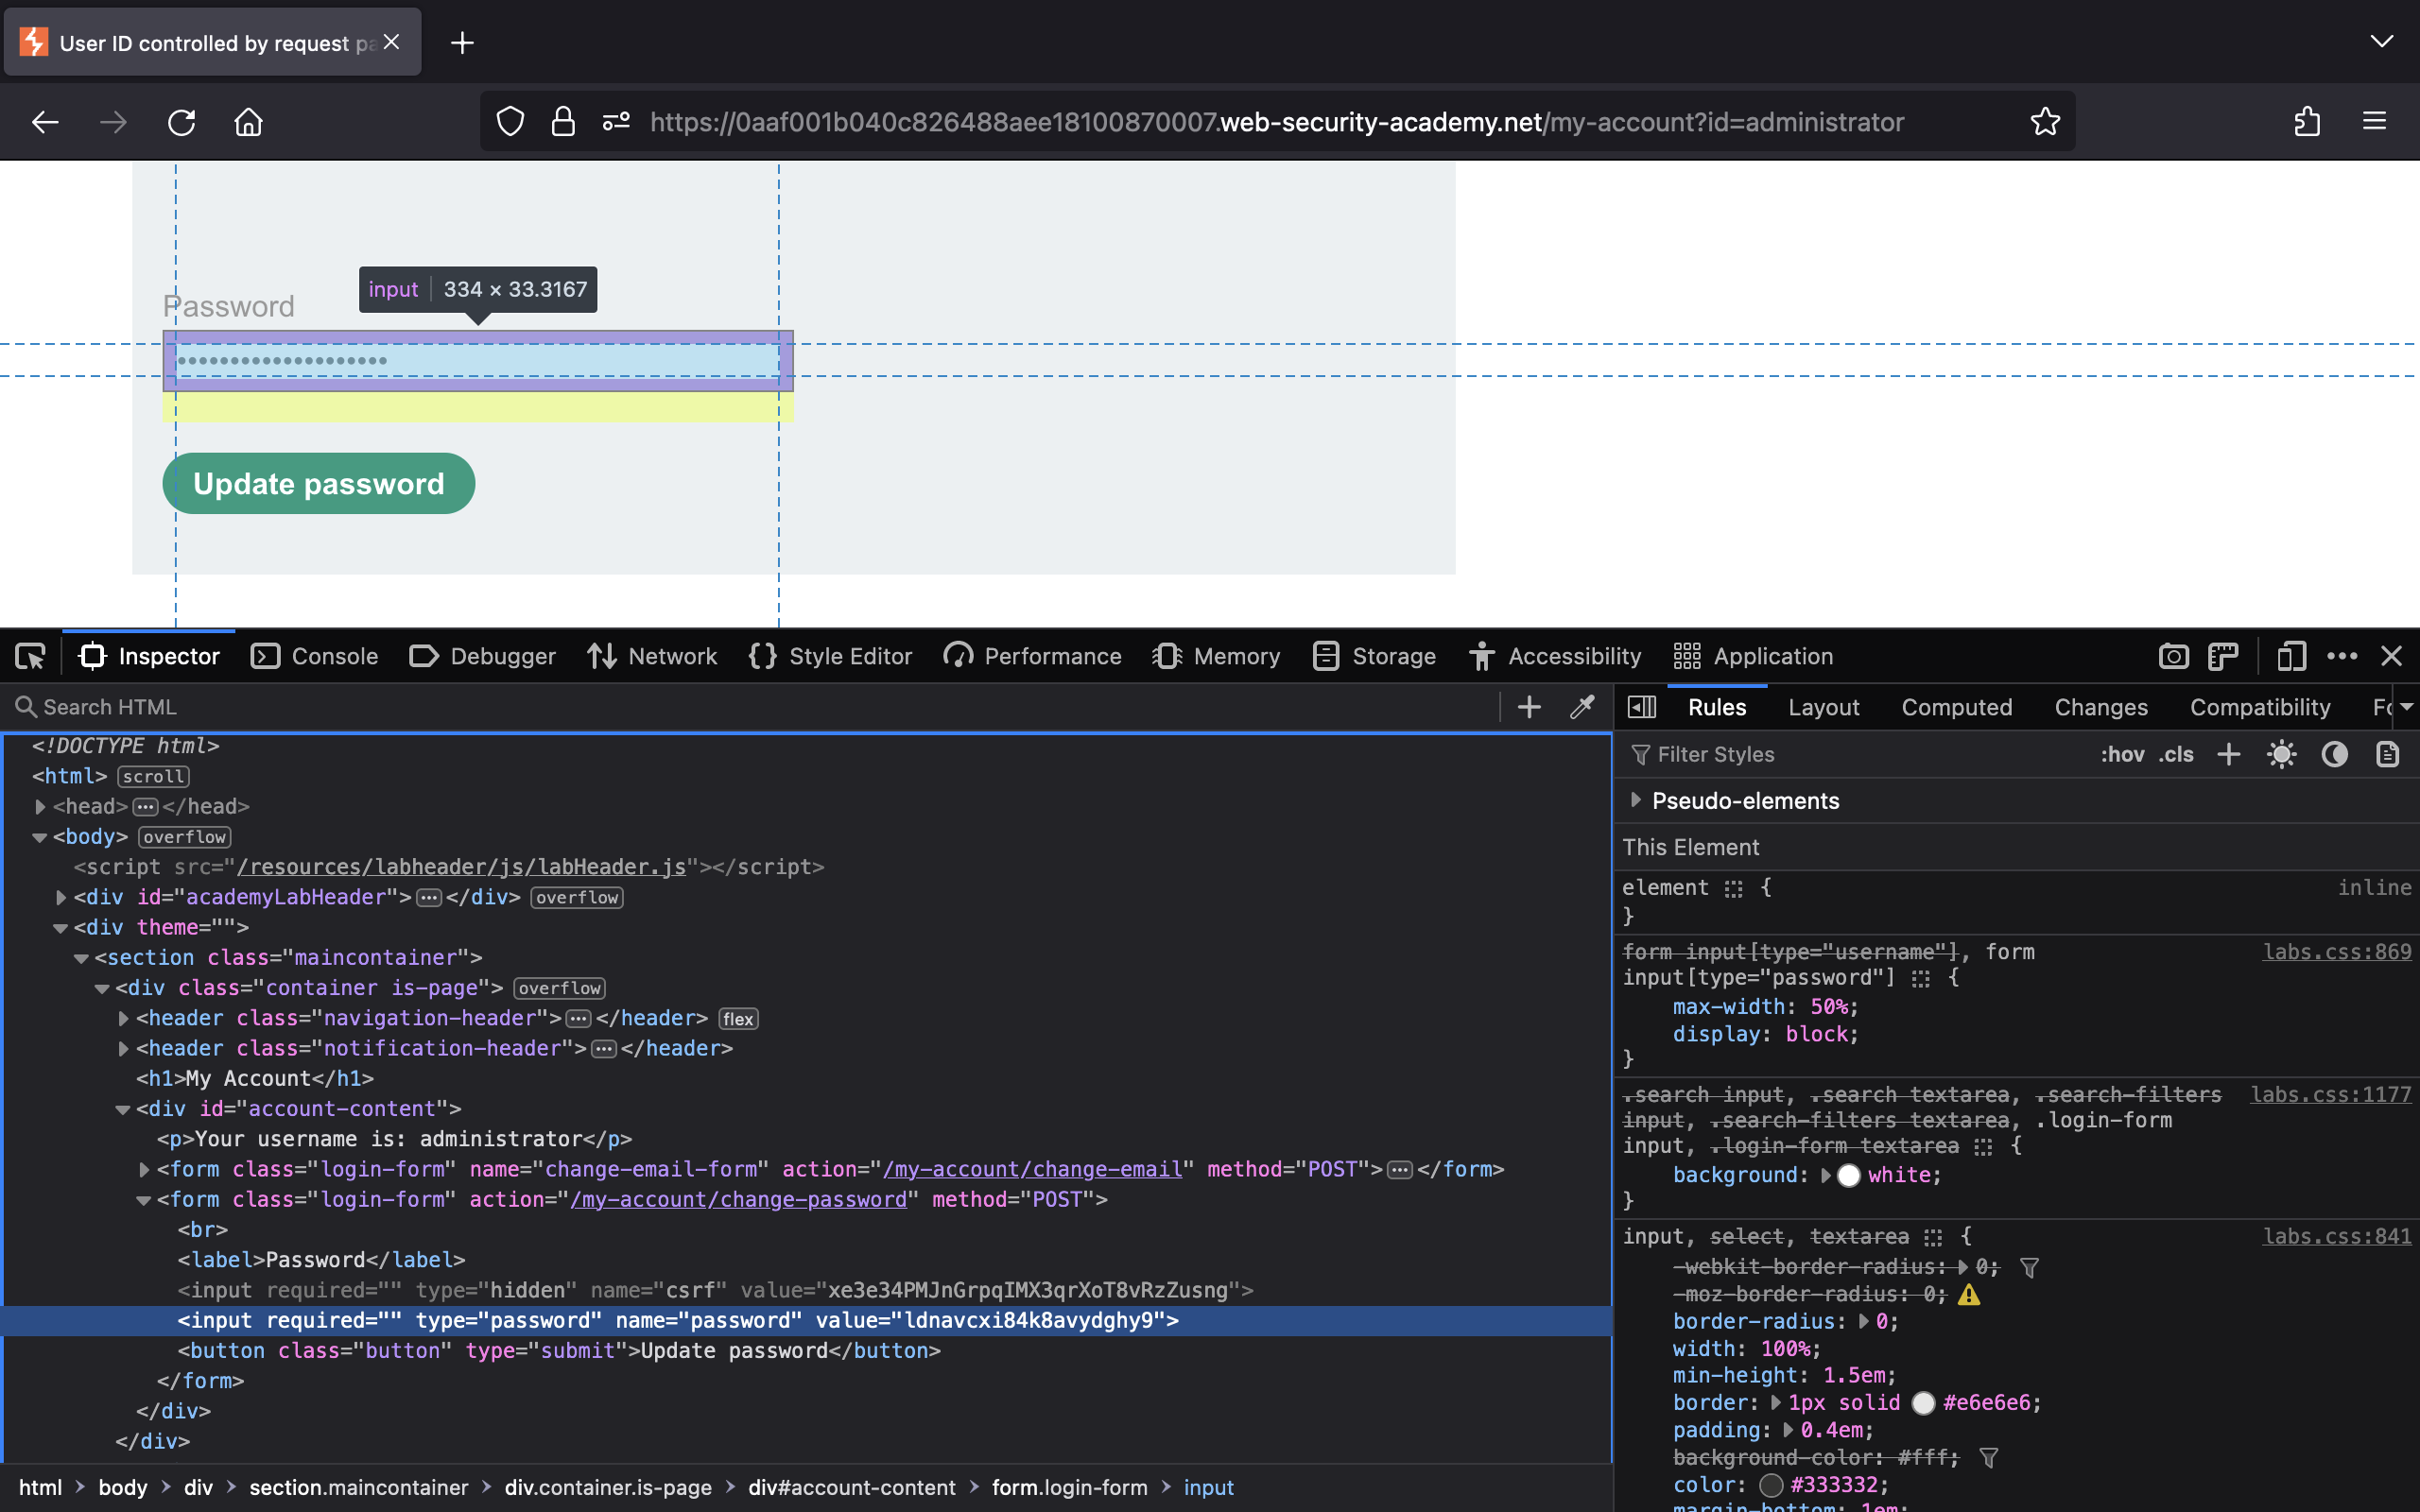 User ID controlled by request pa
https://0aaf001b040c826488aee18100870007.web-security-academy.net/my-account?id=administrator
input 334 × 33.3167
Password
•••••••••••••••••••
Update password
Inspector Console Debugger Network Style Editor Performance Memory Storage Accessibility Application
Search HTML
<!DOCTYPE html>
<html> scroll
<head>⋯</head>
<body> overflow
<script src="/resources/labheader/js/labHeader.js"></script>
<div id="academyLabHeader">⋯</div> overflow
<div theme="">
<section class="maincontainer">
<div class="container is-page"> overflow
<header class="navigation-header">⋯</header> flex
<header class="notification-header">⋯</header>
<h1>My Account</h1>
<div id="account-content">
<p>Your username is: administrator</p>
<form class="login-form" name="change-email-form" action="/my-account/change-email" method="POST">⋯</form>
<form class="login-form" action="/my-account/change-password" method="POST">
<br>
<label>Password</label>
<input required="" type="hidden" name="csrf" value="xe3e34PMJnGrpqIMX3qrXoT8vRzZusng">
<input required="" type="password" name="password" value="ldnavcxi84k8avydghy9">
<button class="button" type="submit">Update password</button>
</form>
</div>
</div>
html > body > div > section.maincontainer > div.container.is-page > div#account-content > form.login-form > input
Rules Layout Computed Changes Compatibility Fo
Filter Styles :hov .cls
Pseudo-elements
This Element
element { inline
}
form input[type="username"], form labs.css:869
input[type="password"] {
max-width: 50%;
display: block;
}
.search input, .search textarea, .search-filters labs.css:1177
input, .search-filters textarea, .login-form
input, .login-form textarea {
background: white;
}
input, select, textarea { labs.css:841
-webkit-border-radius: 0;
-moz-border-radius: 0;
border-radius: 0;
width: 100%;
min-height: 1.5em;
border: 1px solid #e6e6e6;
padding: 0.4em;
background-color: #fff;
color: #333332;
margin-bottom: 1em;